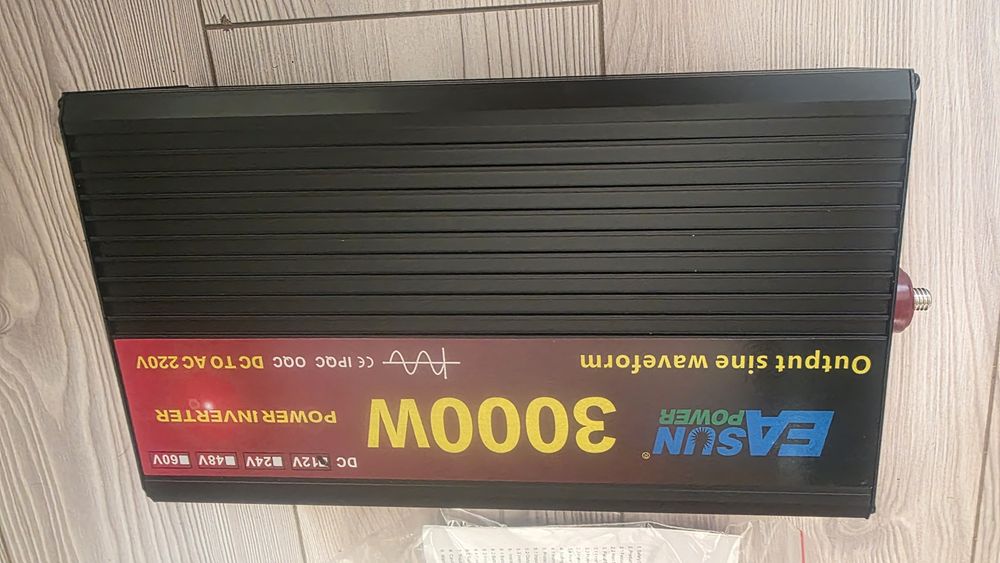 EASUN®
POWER
3000W
DC 12V 24V 48V 60V
POWER INVERTER
Output sine waveform
CE IPQC OQC DC TO AC 220V